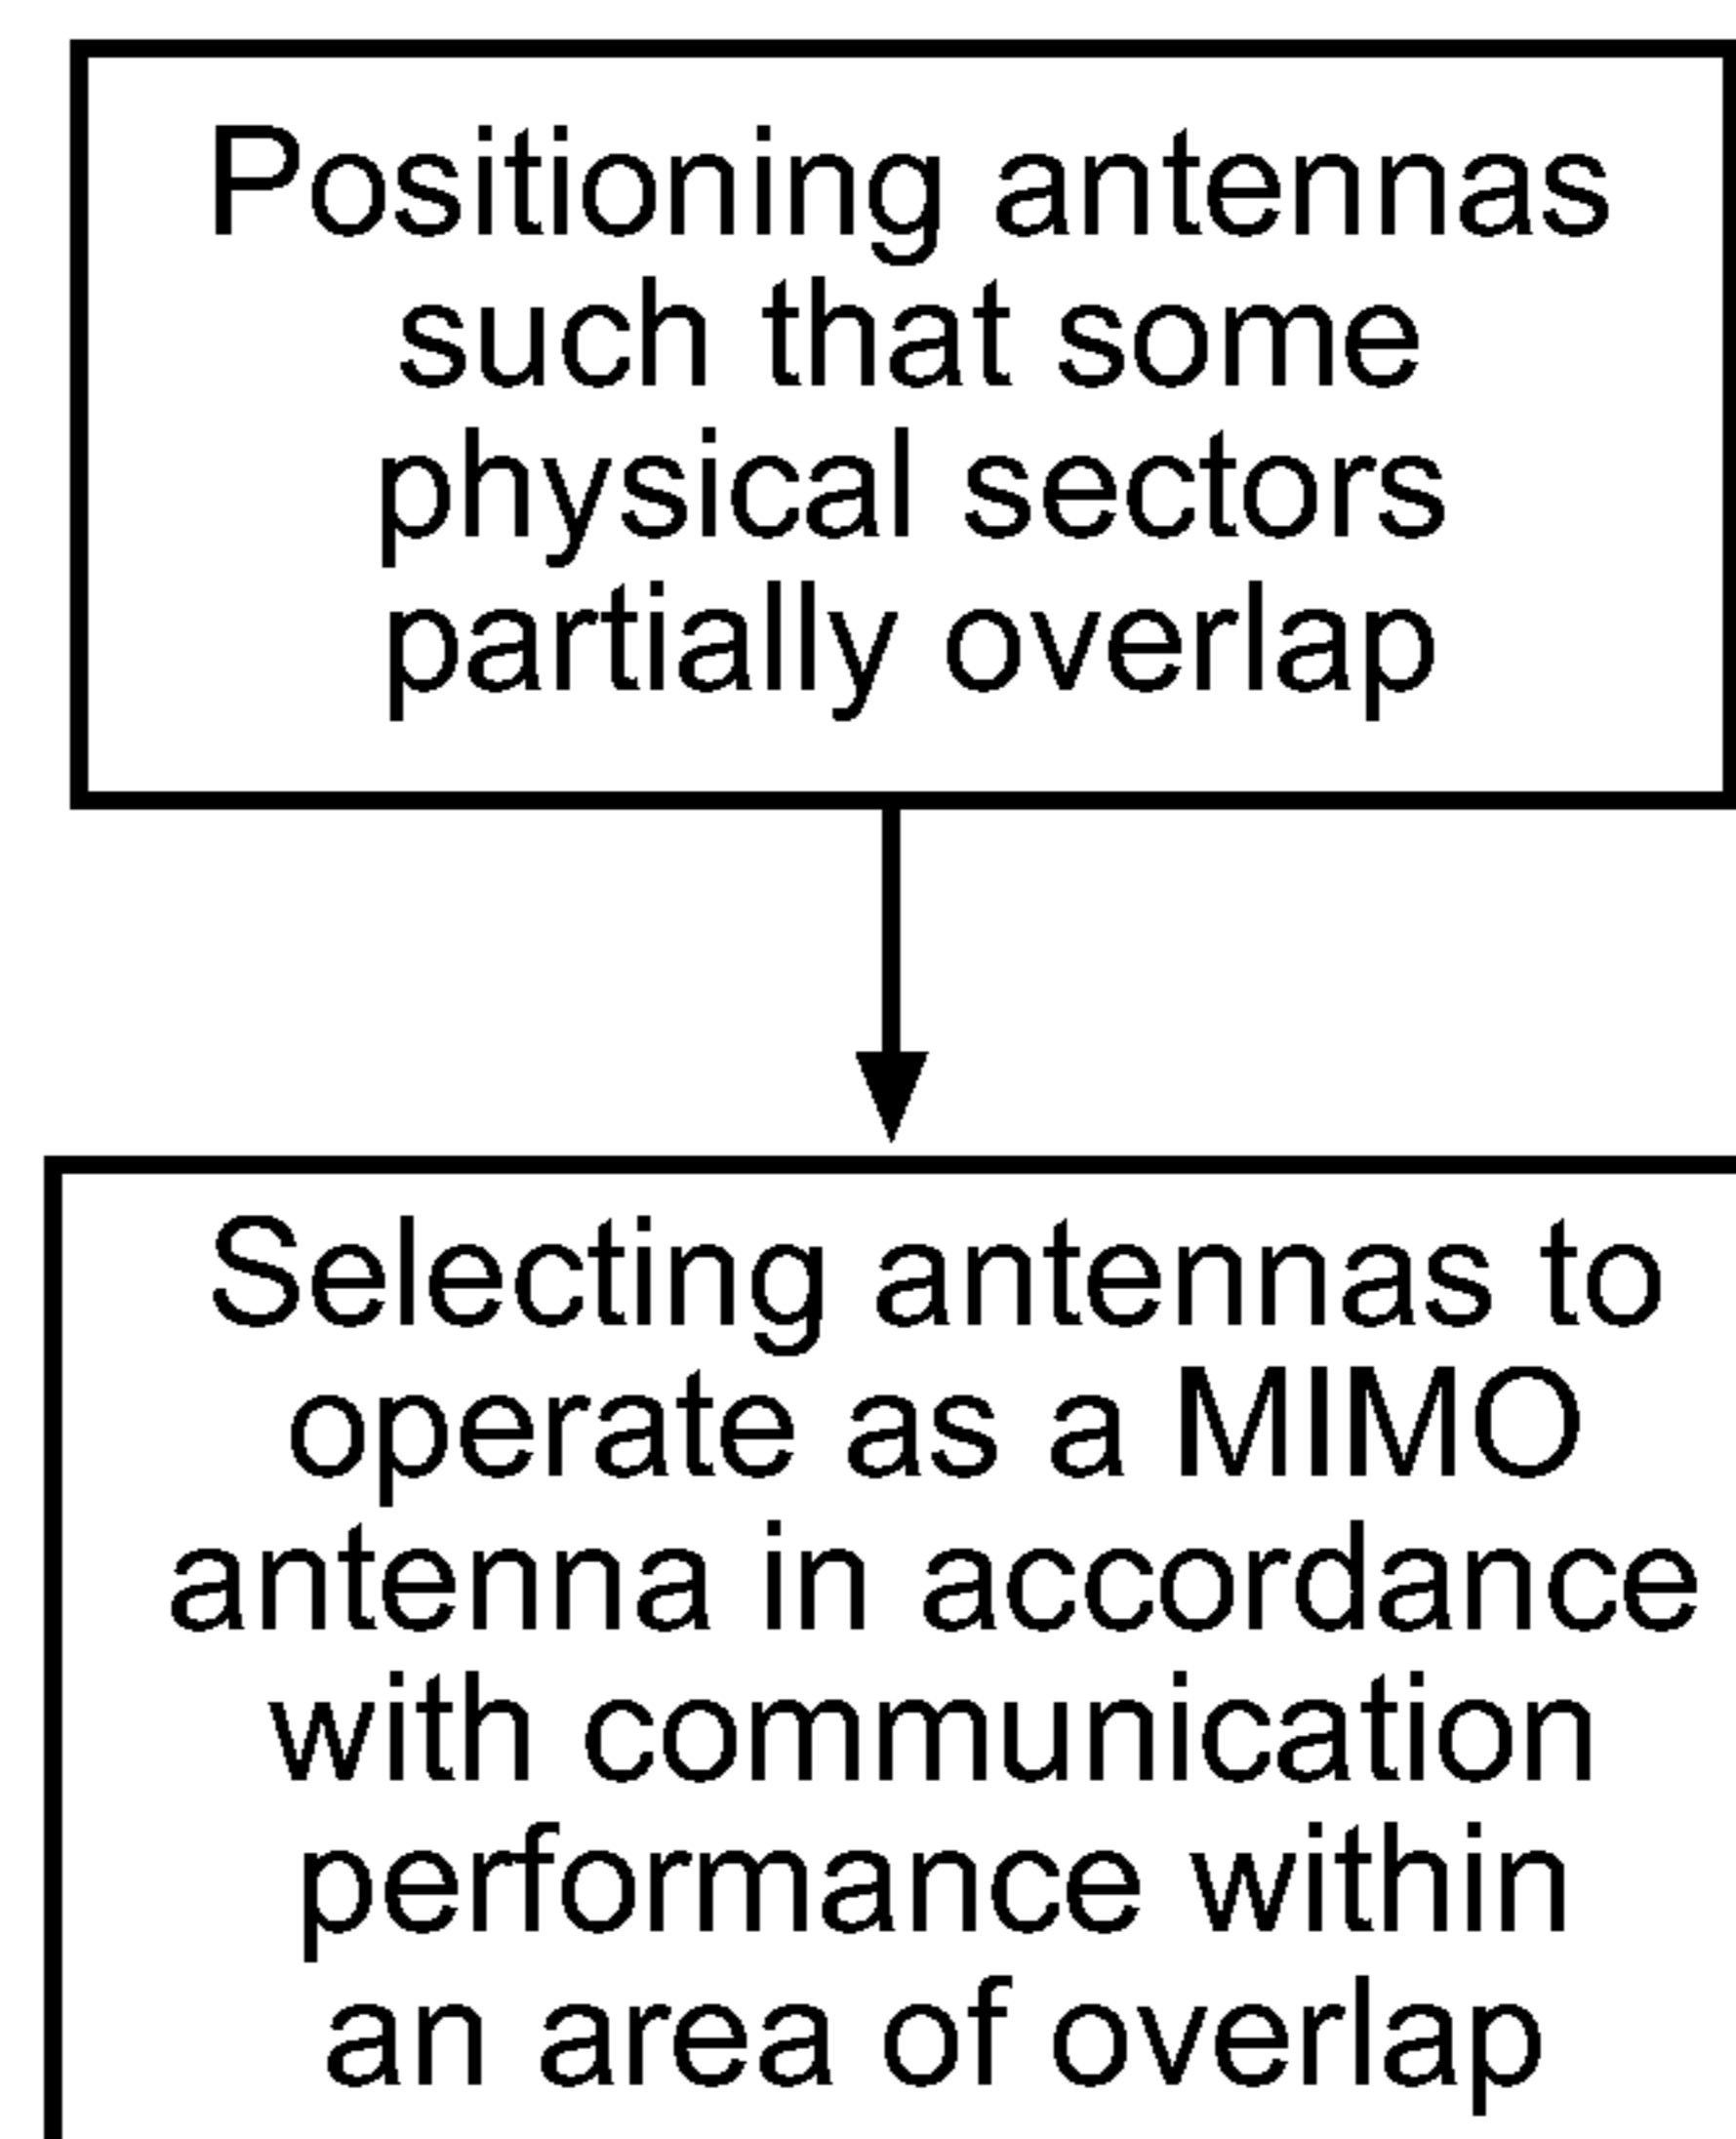 Positioning antennas
such that some
physical sectors
partially overlap
Selecting antennas to
operate as a MIMO
antenna in accordance
with communication
performance within
an area of overlap